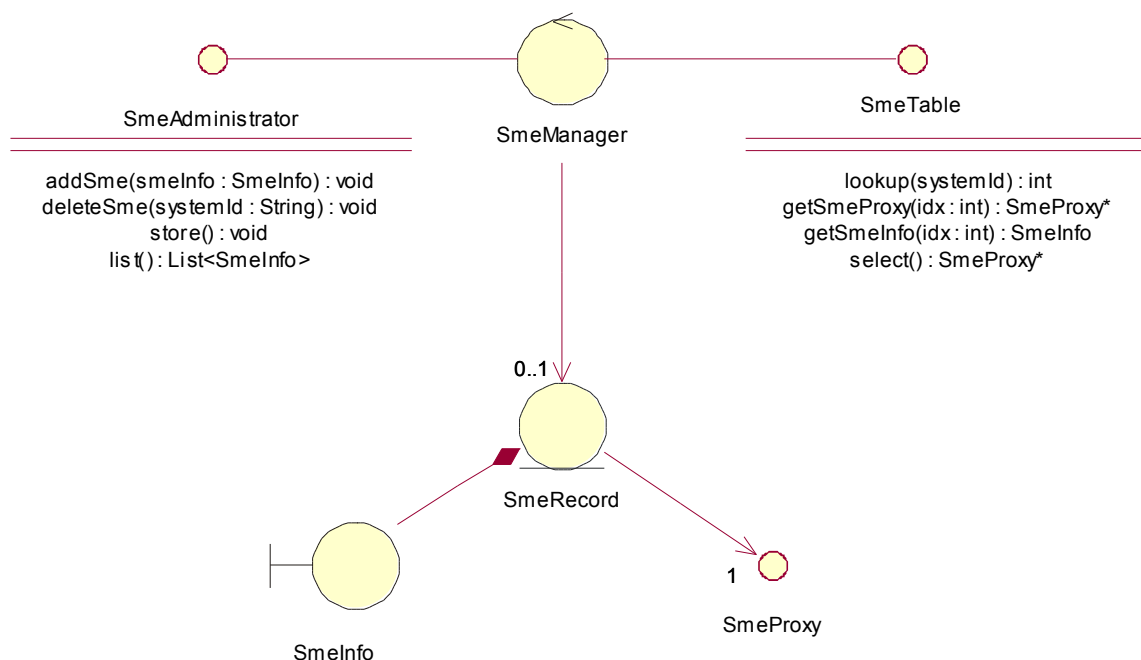 SmeAdministrator
addSme(smeInfo : SmeInfo) : void
deleteSme(systemId : String) : void
store() : void
list() : List<SmeInfo>
SmeManager
SmeTable
lookup(systemId) : int
getSmeProxy(idx : int) : SmeProxy*
getSmeInfo(idx : int) : SmeInfo
select() : SmeProxy*
0..1
SmeRecord
SmeInfo
1
SmeProxy